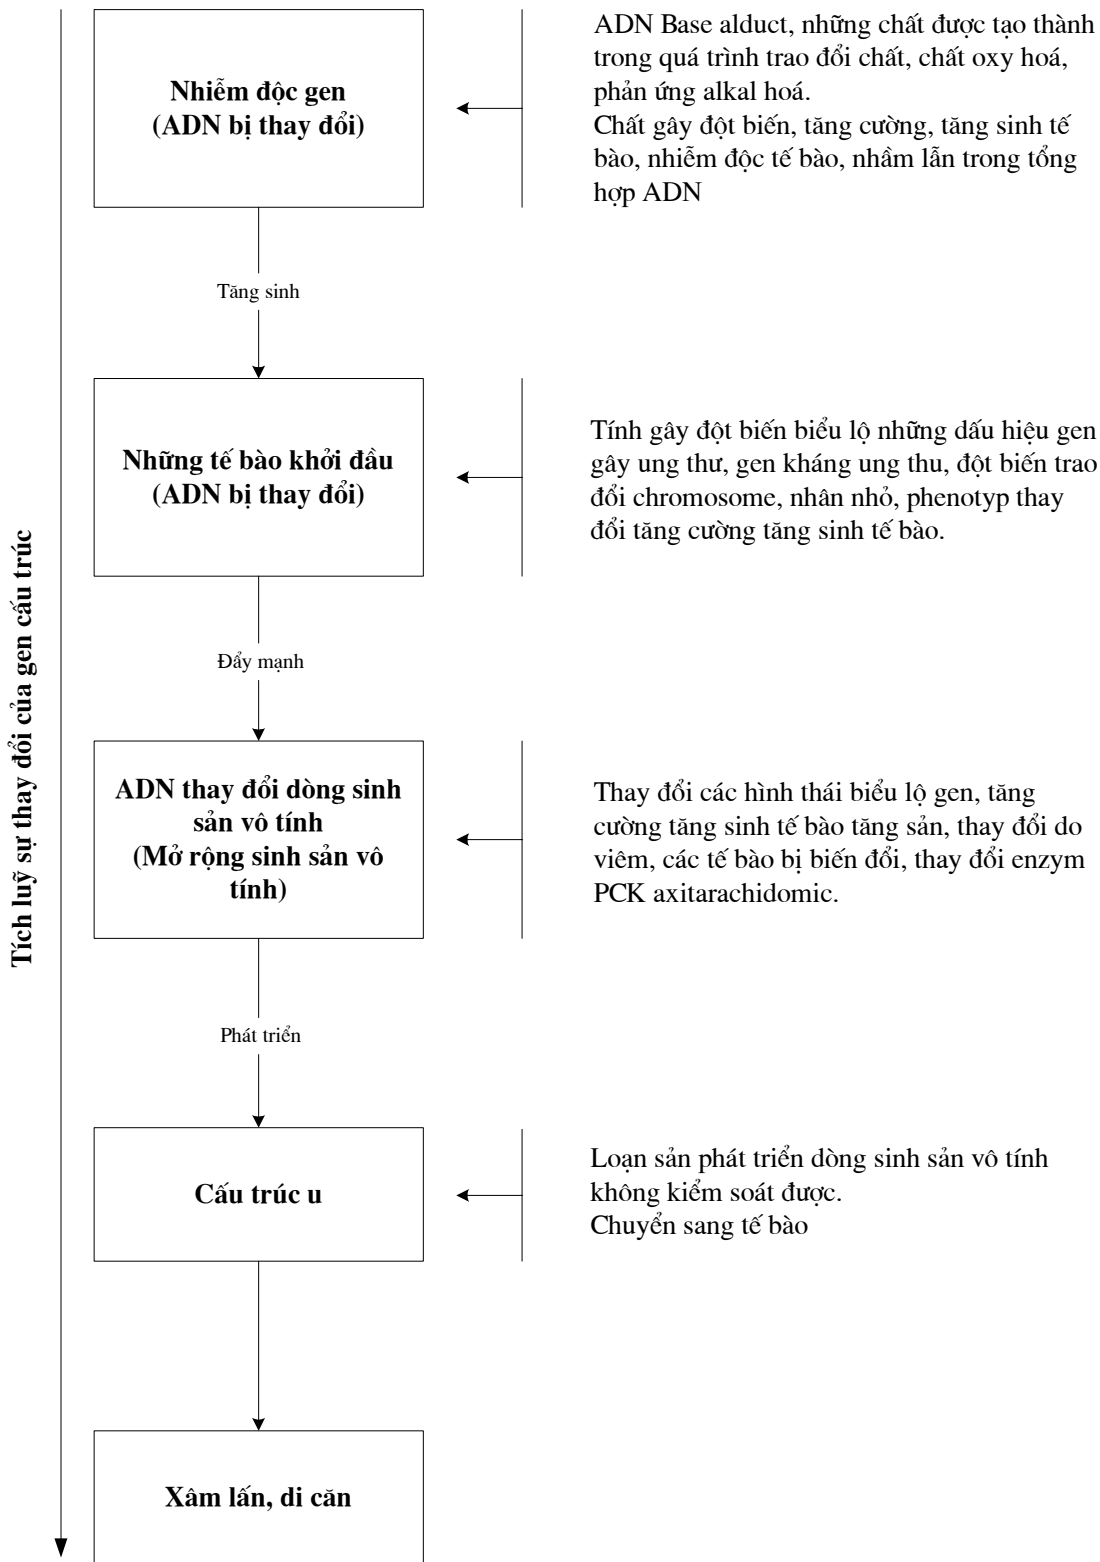 ADN Base alduct, những chất được tạo thành
trong quá trình trao đổi chất, chất oxy hoá,
phản ứng alkal hoá.
Chất gây đột biến, tăng cường, tăng sinh tế
bào, nhiễm độc tế bào, nhầm lẫn trong tổng
hợp ADN
Nhiễm độc gen
(ADN bị thay đổi)
Tăng sinh
Những tế bào khởi đầu
(ADN bị thay đổi)
Tính gây đột biến biểu lộ những dấu hiệu gen
gây ung thư, gen kháng ung thu, đột biến trao
đổi chromosome, nhân nhỏ, phenotyp thay
đổi tăng cường tăng sinh tế bào.
Đẩy mạnh
ADN thay đổi dòng sinh
sản vô tính
(Mở rộng sinh sản vô
tính)
Thay đổi các hình thái biểu lộ gen, tăng
cường tăng sinh tế bào tăng sản, thay đổi do
viêm, các tế bào bị biến đổi, thay đổi enzym
PCK axitarachidomic.
Phát triển
Cấu trúc u
Loạn sản phát triển dòng sinh sản vô tính
không kiểm soát được.
Chuyển sang tế bào
Xâm lấn, di căn
Tích luỹ sự thay đổi của gen cấu trúc